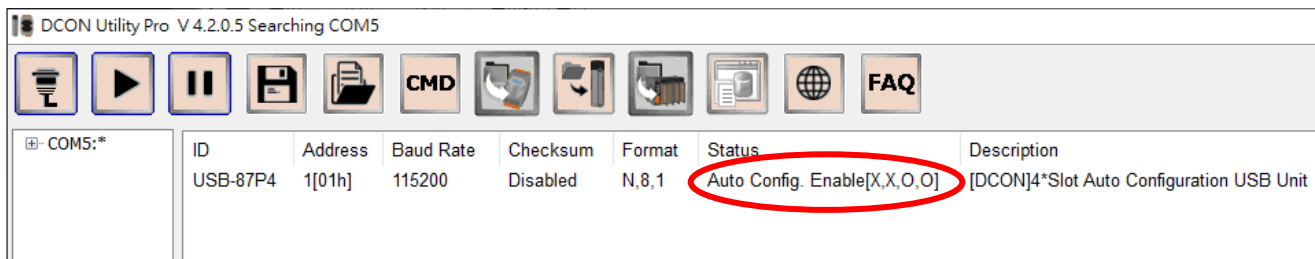 DCON Utility Pro V 4.2.0.5 Searching COM5
CMD FAQ
COM5:*
ID Address Baud Rate Checksum Format Status Description
USB-87P4 1[01h] 115200 Disabled N,8,1 Auto Config. Enable[X,X,O,O] [DCON]4*Slot Auto Configuration USB Unit